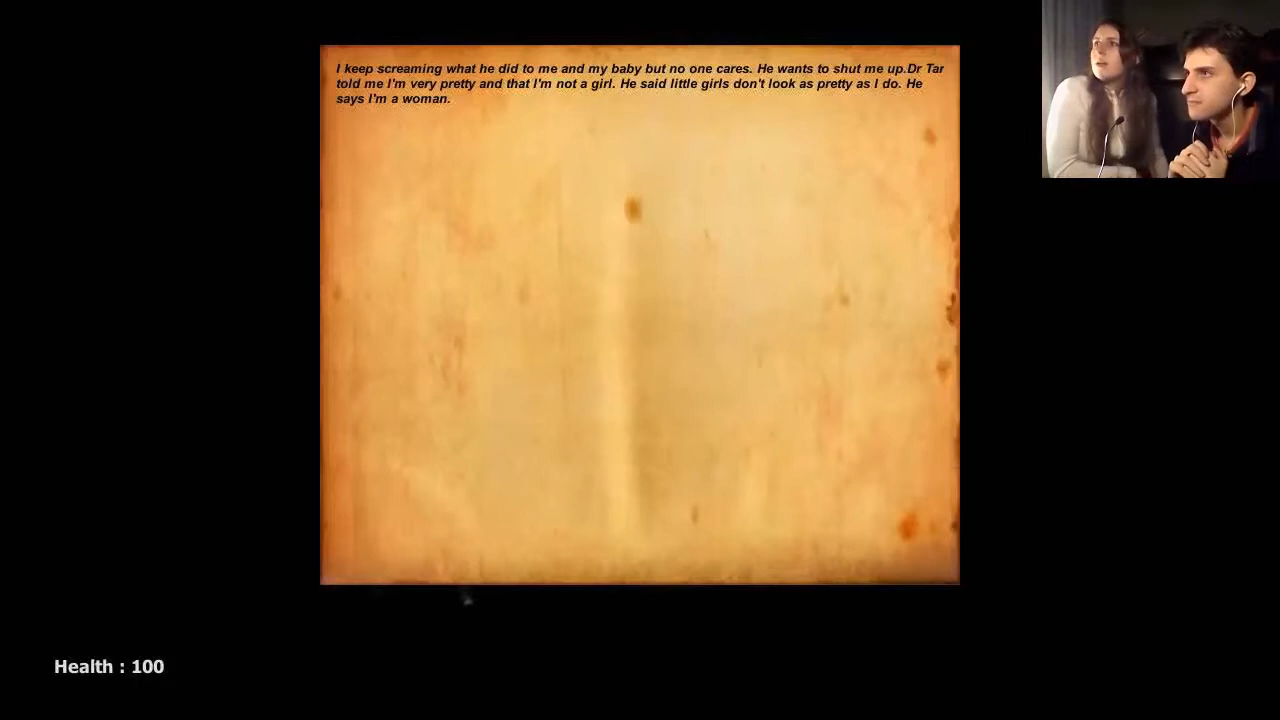 I keep screaming what he did to me and my baby but no one cares. He wants to shut me up.Dr Tar
told me I'm very pretty and that I'm not a girl. He said little girls don't look as pretty as I do. He
says I'm a woman.
Health : 100